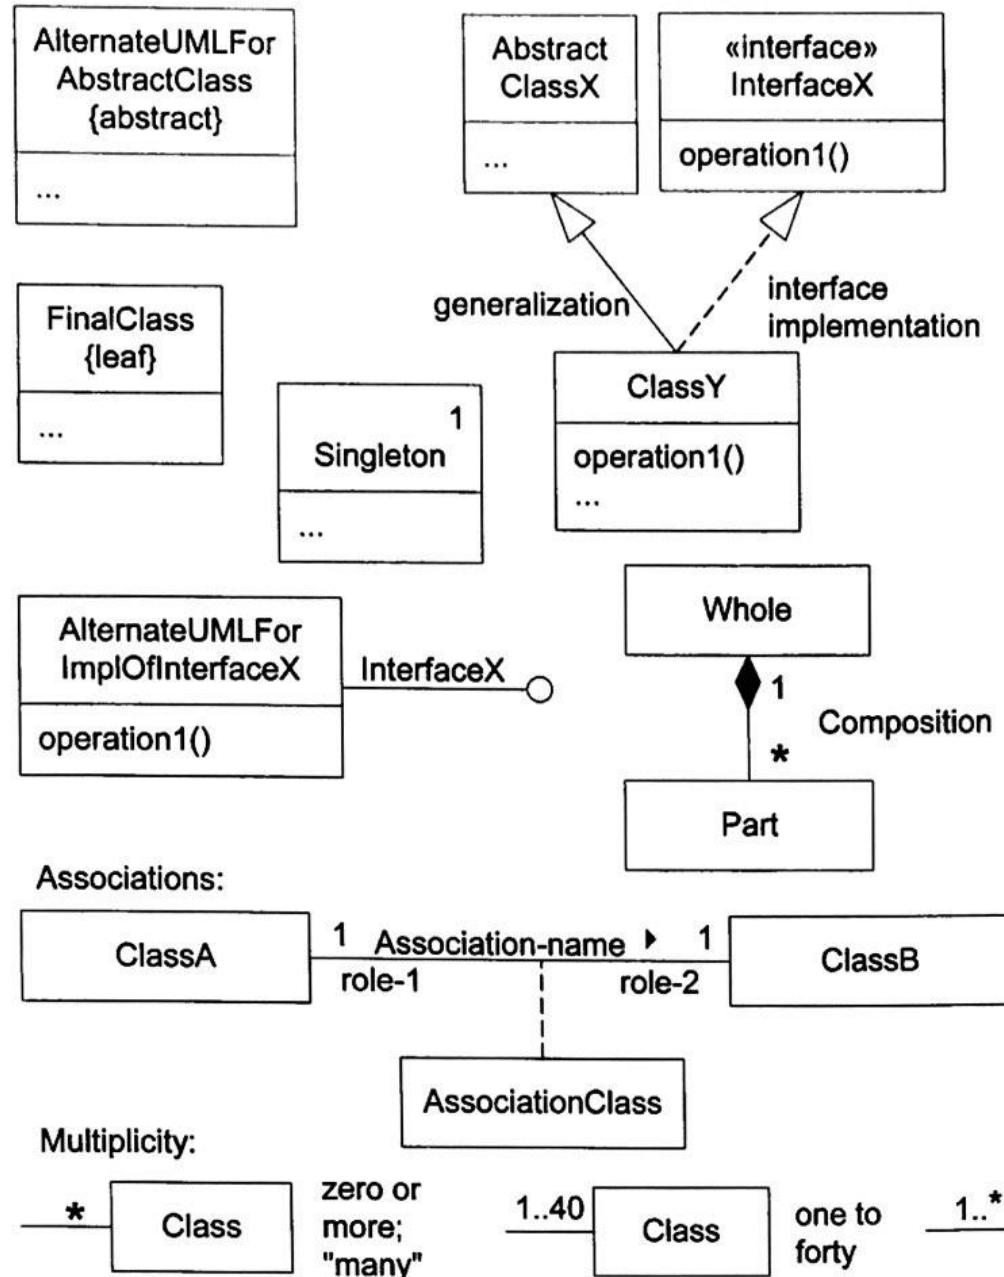 AlternateUMLFor
AbstractClass
{abstract}
...
Abstract
ClassX
...
«interface»
InterfaceX
operation1()
generalization
interface
implementation
FinalClass
{leaf}
...
1
Singleton
...
ClassY
operation1()
...
AlternateUMLFor
ImplOfInterfaceX
operation1()
InterfaceX
Whole
1
Composition
*
Part
Associations:
ClassA
1 Association-name 1
role-1 role-2
ClassB
AssociationClass
Multiplicity:
*
Class
zero or
more;
"many"
1..40
Class
one to
forty
1..*